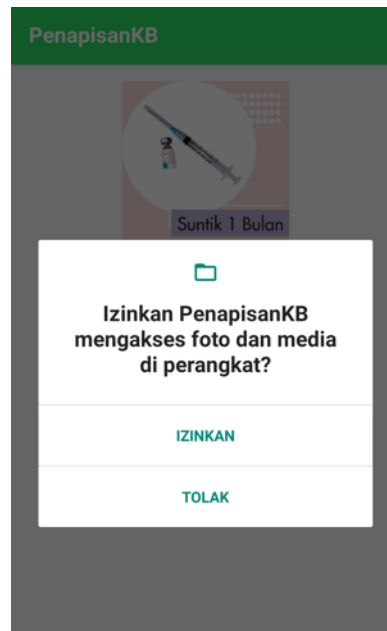 PenapisanKB
Suntik 1 Bulan
Izinkan PenapisanKB
mengakses foto dan media
di perangkat?
IZINKAN
TOLAK